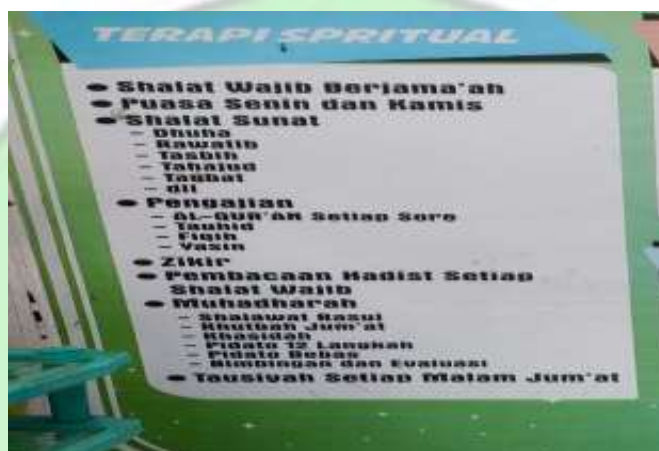 TERAPI SPRITUAL
• Shalat Wajib Berjama'ah
• Puasa Senin dan Kamis
• Shalat Sunat
– Dhuha
– Rawatib
– Tasbih
– Tahajud
– Taubat
– dll
• Pengajian
– AL-QUR'AN Setiap Sore
– Tauhid
– Fiqih
– Yasin
• Zikir
• Pembacaan Hadist Setiap
Shalat Wajib
• Muhadharah
– Shalawat Rasul
– Khutbah Jum'at
– Khasidah
– Pidato 12 Langkah
– Pidato Bebas
– Bimbingan dan Evaluasi
• Tausiyah Setiap Malam Jum'at